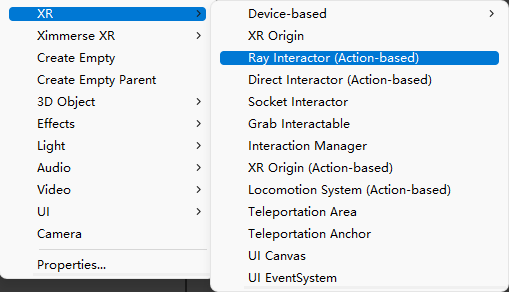 XR
Ximmerse XR
Create Empty
Create Empty Parent
3D Object
Effects
Light
Audio
Video
UI
Camera
Properties...
Device-based
XR Origin
Ray Interactor (Action-based)
Direct Interactor (Action-based)
Socket Interactor
Grab Interactable
Interaction Manager
XR Origin (Action-based)
Locomotion System (Action-based)
Teleportation Area
Teleportation Anchor
UI Canvas
UI EventSystem